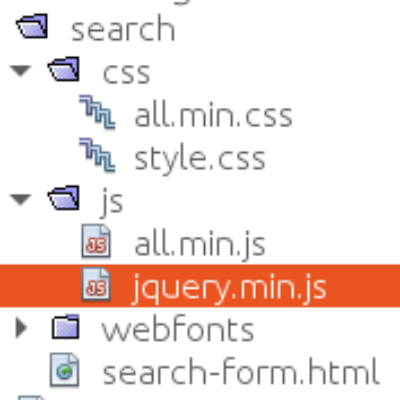 search
css
all.min.css
style.css
js
all.min.js
jquery.min.js
webfonts
search-form.html